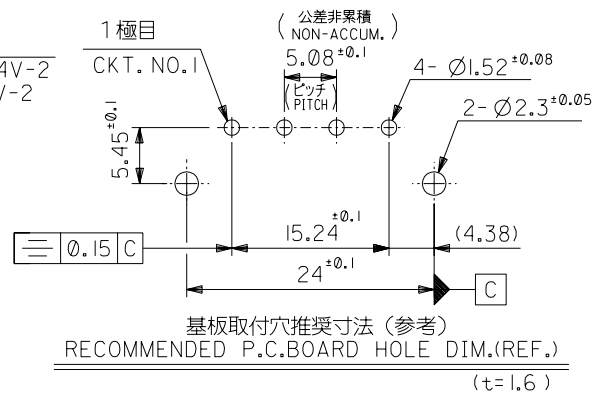 4V-2
V-2
1極目
CKT. NO.1
(公差非累積
NON-ACCUM.)
5.08 ±0.1
(ピッチ
PITCH)
4- Ø1.52 ±0.08
2- Ø2.3 ±0.05
5.45 ±0.1
15.24 ±0.1
(4.38)
0.15 C
24 ±0.1
C
基板取付穴推奨寸法（参考）
RECOMMENDED P.C.BOARD HOLE DIM.(REF.)
(t=1.6)